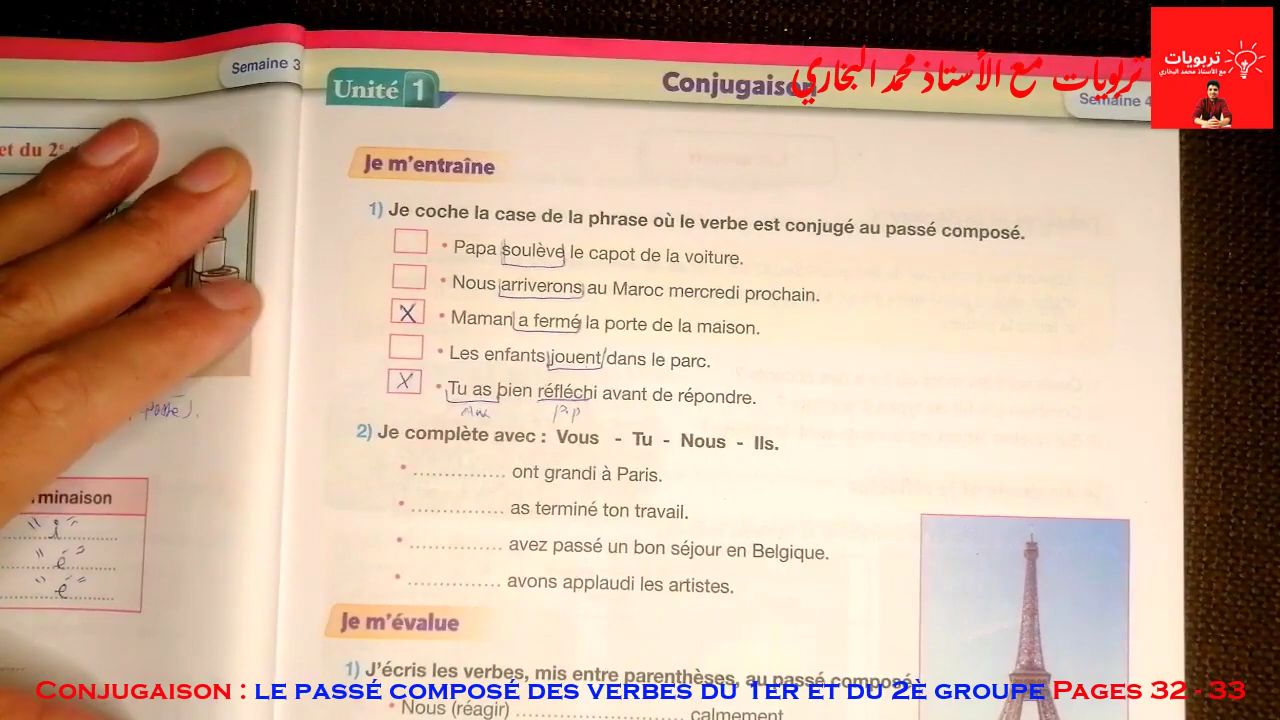 Semaine 3
Unité 1
Conjugaison
Semaine 4
تربويات مع الأستاذ محمد البخاري
تربويات
مع الأستاذ محمد البخاري
et du 2e
Je m'entraîne
1) Je coche la case de la phrase où le verbe est conjugé au passé composé.
• Papa soulève le capot de la voiture.
• Nous arriverons au Maroc mercredi prochain.
X • Maman a fermé la porte de la maison.
• Les enfants jouent dans le parc.
X • Tu as bien réfléchi avant de répondre.
Aux p.p
passé).
2) Je complète avec : Vous - Tu - Nous - Ils.
• ............... ont grandi à Paris.
• ............... as terminé ton travail.
• ............... avez passé un bon séjour en Belgique.
• ............... avons applaudi les artistes.
minaison
"i"
"é"
"é"
Je m'évalue
1) J'écris les verbes, mis entre parenthèses, au passé composé.
• Nous (réagir) ........................... calmement
Conjugaison : le passé composé des verbes du 1er et du 2è groupe Pages 32 - 33